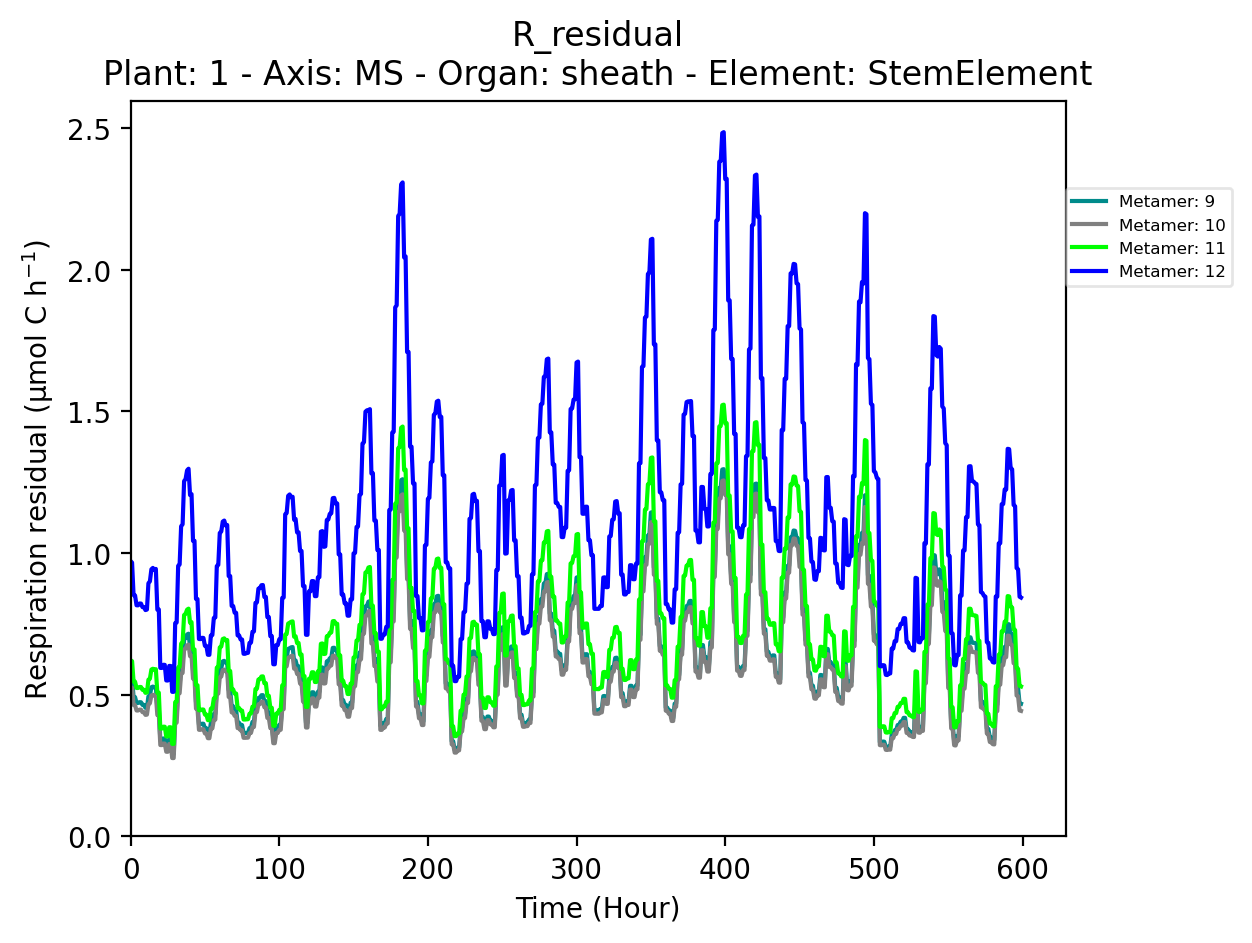 R_residual
Plant: 1 - Axis: MS - Organ: sheath - Element: StemElement
2.5
2.0
1.5
1.0
0.5
0.0
Respiration residual (µmol C h⁻¹)
0 100 200 300 400 500 600
Time (Hour)
Metamer: 9
Metamer: 10
Metamer: 11
Metamer: 12